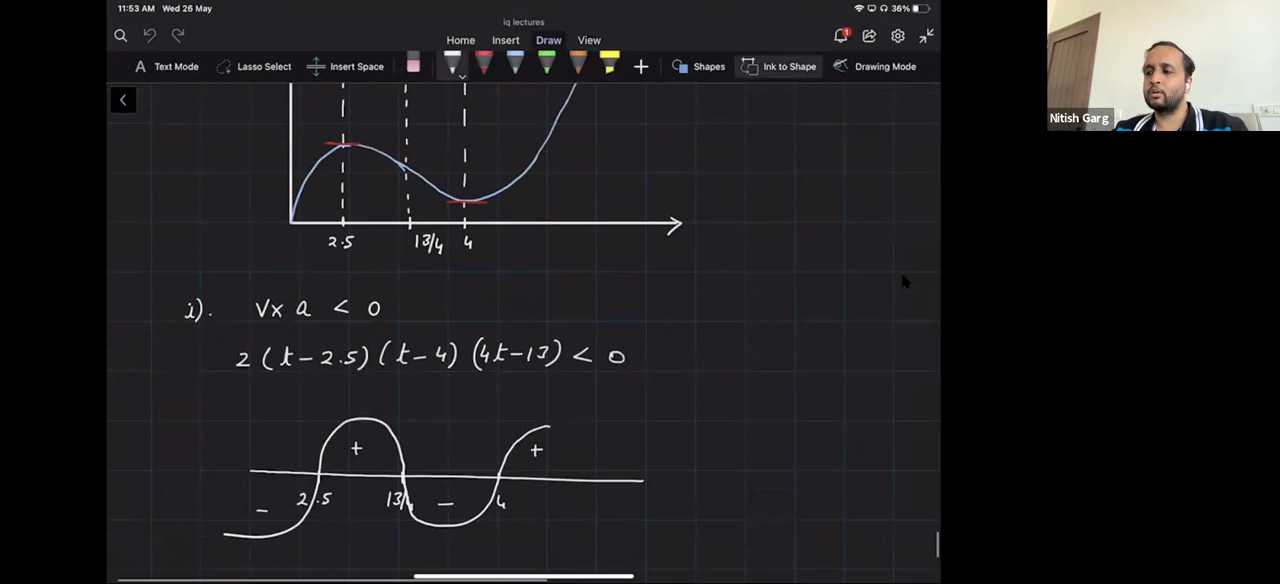 11:53 AM Wed 26 May
36%
iq lectures
Home Insert Draw View
1
Text Mode Lasso Select Insert Space Shapes Ink to Shape Drawing Mode
Nitish Garg
2.5 13/4 4
i). V x a < 0
2 (t - 2.5) (t - 4) (4t - 13) < 0
+ +
2.5 13/4 - 4
-